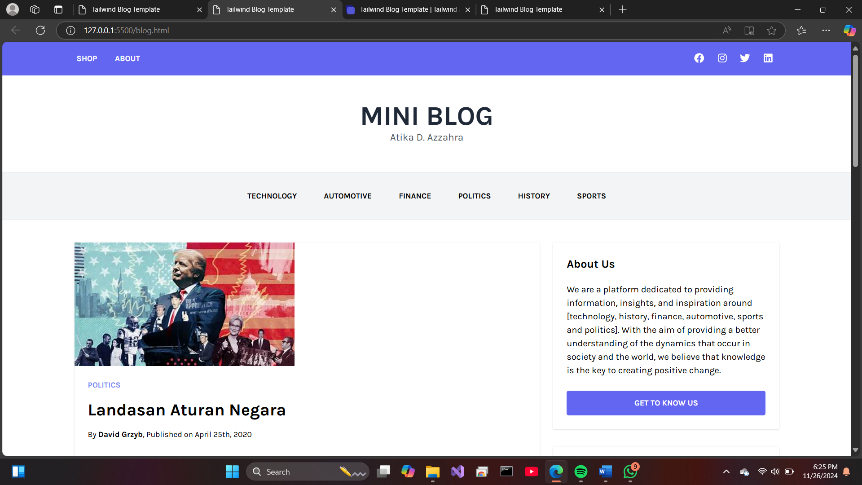 Tailwind Blog Template
Tailwind Blog Template
Tailwind Blog Template | Tailwind
Tailwind Blog Template
127.0.0.1:5500/blog.html
SHOP ABOUT
MINI BLOG
Atika D. Azzahra
TECHNOLOGY AUTOMOTIVE FINANCE POLITICS HISTORY SPORTS
POLITICS
Landasan Aturan Negara
By David Grzyb, Published on April 25th, 2020
About Us
We are a platform dedicated to providing
information, insights, and inspiration around
[technology, history, finance, automotive, sports
and politics]. With the aim of providing a better
understanding of the dynamics that occur in
society and the world, we believe that knowledge
is the key to creating positive change.
GET TO KNOW US
Search
3
6:25 PM
11/26/2024